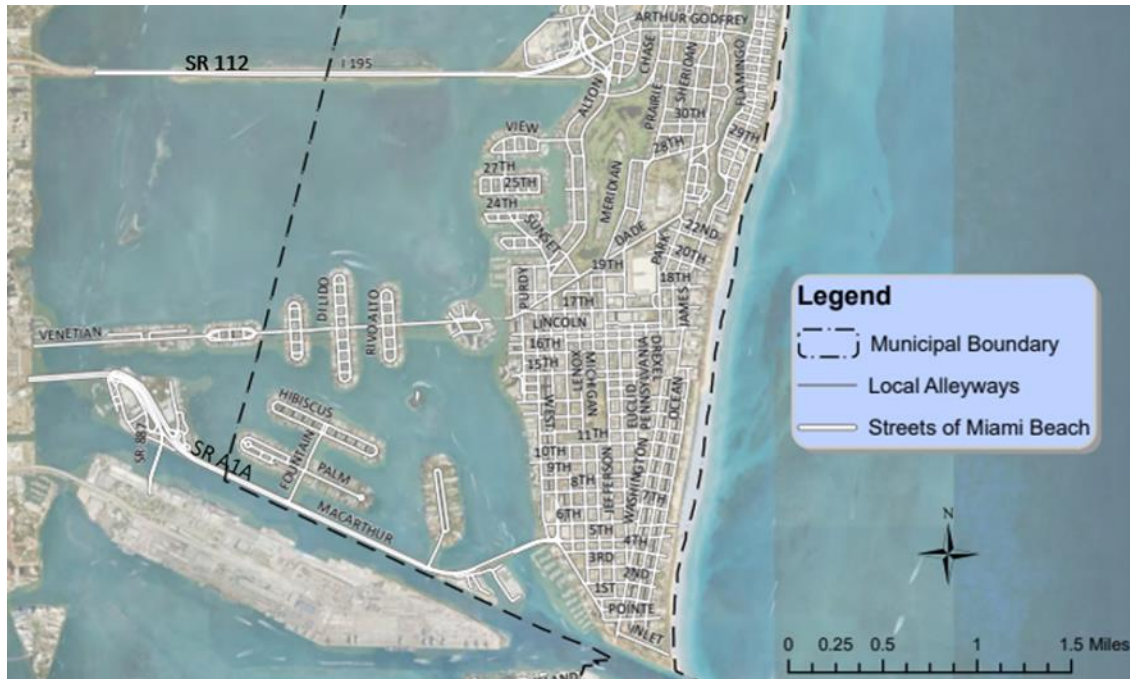 ARTHUR GODFREY
SR 112
I 195
CHASE
SHERIDAN
FLAMINGO
ALTON
PRAIRIE
30TH
VIEW
29TH
28TH
27TH
25TH
MERIDIAN
24TH
SUNSET
DADE
PARK
22ND
20TH
19TH
18TH
PURDY
17TH
JAMES
DILIDO
RIVO ALTO
VENETIAN
LINCOLN
16TH
15TH
LENOX
MICHIGAN
EUCLID
PENNSYLVANIA
DREXEL
OCEAN
WEST
HIBISCUS
FOUNTAIN
PALM
SR 887
SR A1A
MACARTHUR
11TH
10TH
9TH
8TH
JEFFERSON
WASHINGTON
7TH
6TH
5TH
4TH
3RD
2ND
1ST
POINTE
INLET
Legend
Municipal Boundary
Local Alleyways
Streets of Miami Beach
N
0 0.25 0.5 1 1.5 Miles